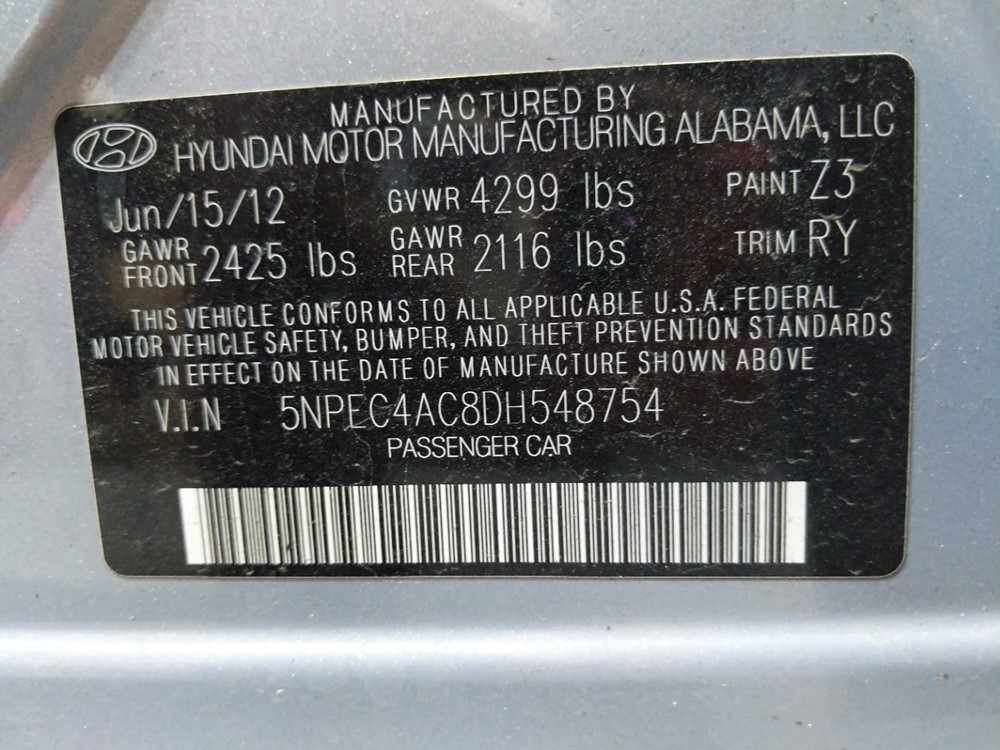 MANUFACTURED BY
HYUNDAI MOTOR MANUFACTURING ALABAMA, LLC
Jun/15/12 GVWR 4299 lbs PAINT Z3
GAWR FRONT 2425 lbs GAWR REAR 2116 lbs TRIM RY
THIS VEHICLE CONFORMS TO ALL APPLICABLE U.S.A. FEDERAL
MOTOR VEHICLE SAFETY, BUMPER, AND THEFT PREVENTION STANDARDS
IN EFFECT ON THE DATE OF MANUFACTURE SHOWN ABOVE
V.I.N 5NPEC4AC8DH548754
PASSENGER CAR